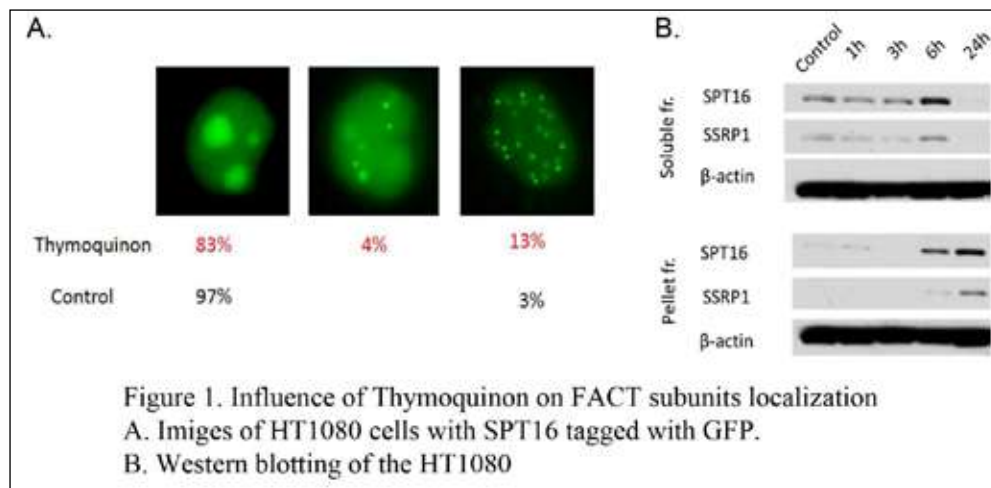 A.
Thymoquinon 83% 4% 13%
Control 97% 3%
B.
Control 1h 3h 6h 24h
Soluble fr.
SPT16
SSRP1
β-actin
Pellet fr.
SPT16
SSRP1
β-actin
Figure 1. Influence of Thymoquinon on FACT subunits localization
A. Imiges of HT1080 cells with SPT16 tagged with GFP.
B. Western blotting of the HT1080